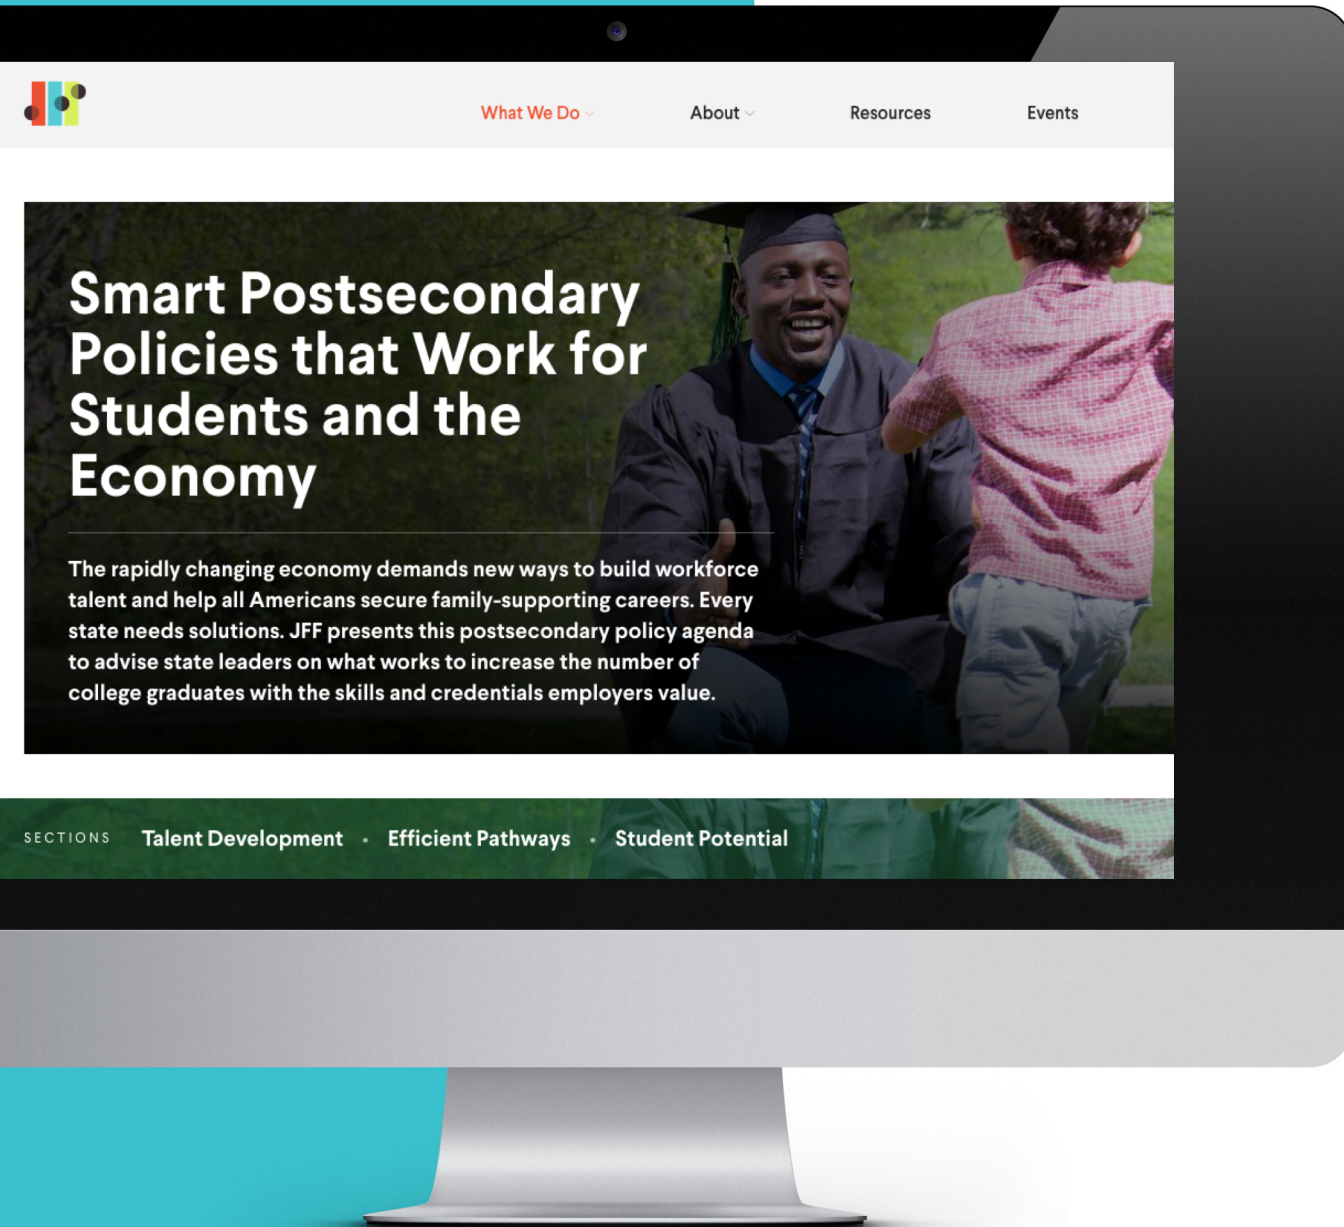 What We Do
About
Resources
Events
Smart Postsecondary
Policies that Work for
Students and the
Economy
The rapidly changing economy demands new ways to build workforce
talent and help all Americans secure family-supporting careers. Every
state needs solutions. JFF presents this postsecondary policy agenda
to advise state leaders on what works to increase the number of
college graduates with the skills and credentials employers value.
SECTIONS Talent Development • Efficient Pathways • Student Potential